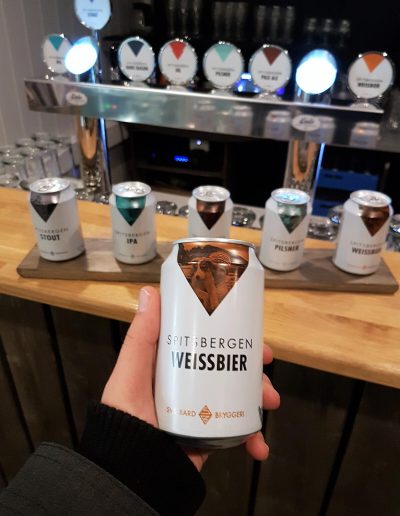 PILSNER
PALE ALE
WEISSBIER
SPITSBERGEN
STOUT
SPITSBERGEN
IPA
SPITSBERGEN
PILSNER
SPITSBERGEN
WEISSBIER
SPITSBERGEN
WEISSBIER
SVALBARD BRYGGERI